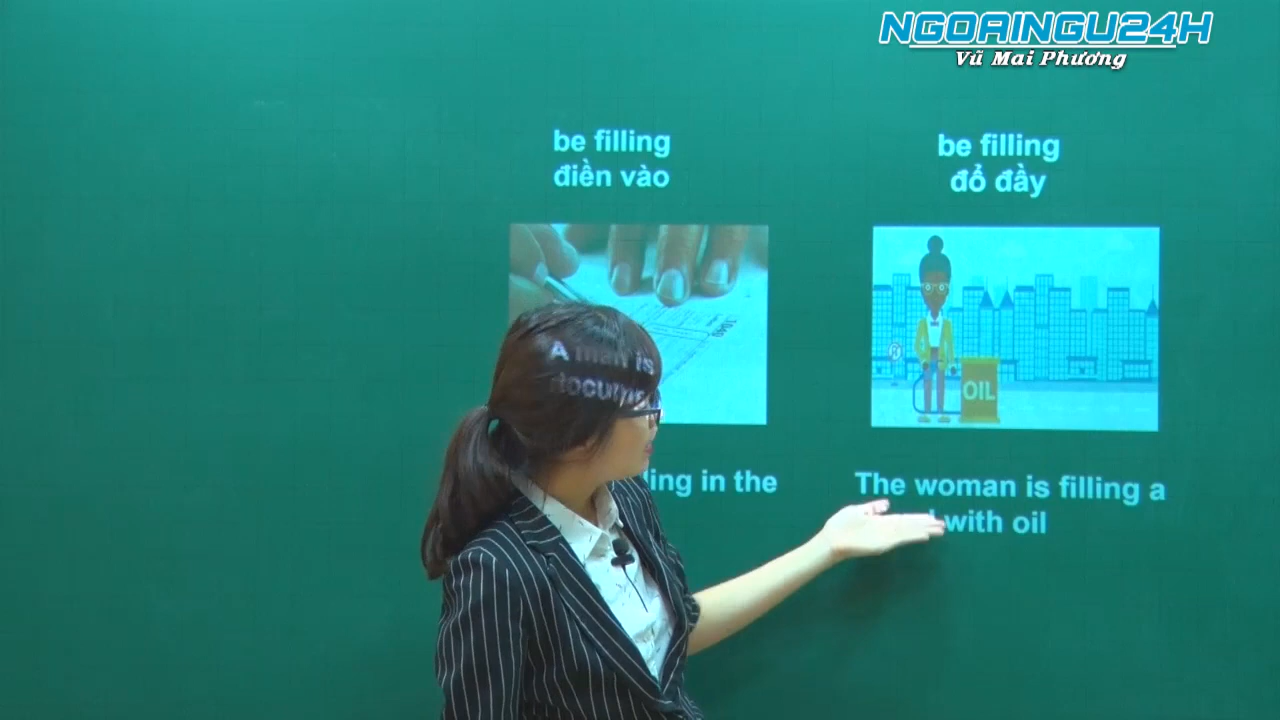 NGOAINGU24H
Vũ Mai Phương
be filling
điền vào
be filling
đổ đầy
1040
OIL
A man is
in the
The woman is filling a
with oil